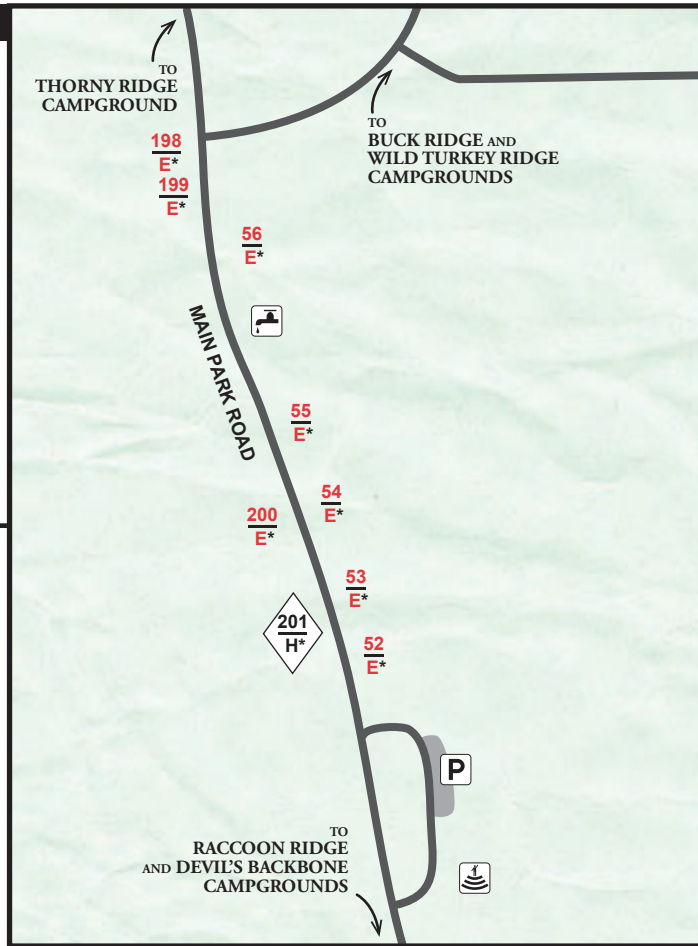 TO
THORNY RIDGE
CAMPGROUND
TO
BUCK RIDGE AND
WILD TURKEY RIDGE
CAMPGROUNDS
198
E*
199
E*
56
E*
MAIN PARK ROAD
55
E*
54
E*
200
E*
53
E*
201
H*
52
E*
P
TO
RACCOON RIDGE
AND DEVIL'S BACKBONE
CAMPGROUNDS